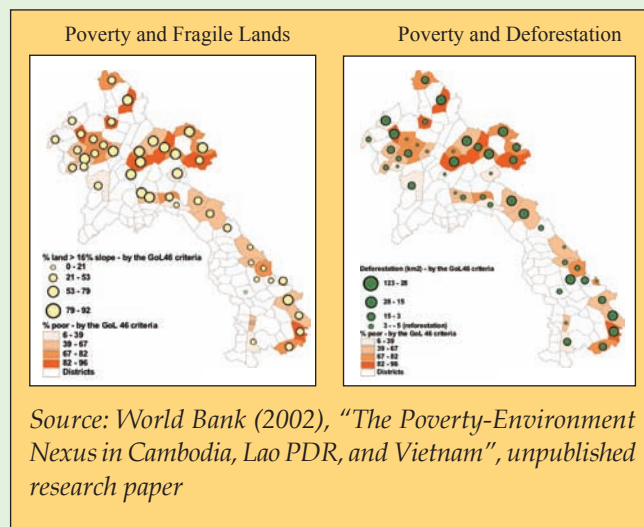 Poverty and Fragile Lands
Poverty and Deforestation
% land > 16% slope - by the GoL46 criteria
0 - 21
21 - 53
53 - 79
79 - 92
% poor - by the GoL 46 criteria
6 - 39
39 - 67
67 - 82
82 - 96
Districts
Deforestation (km2) - by the GoL46 criteria
123 - 28
28 - 15
15 - 3
3 - -5 (reforestation)
% poor - by the GoL46 criteria
6 - 39
39 - 67
67 - 82
82 - 96
Districts
Source: World Bank (2002), “The Poverty-Environment
Nexus in Cambodia, Lao PDR, and Vietnam”, unpublished
research paper